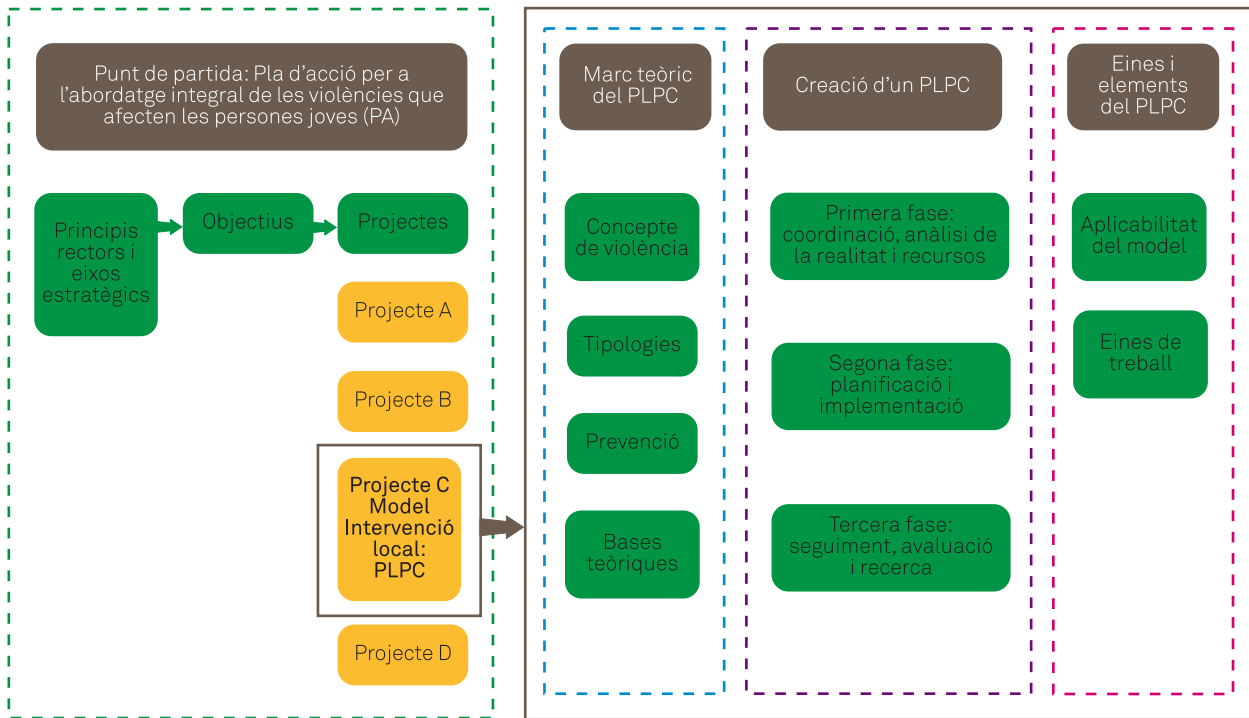 Punt de partida: Pla d'acció per a
l'abordatge integral de les violències que
afecten les persones joves (PA)
Principis
rectors i
eixos
estratègics
Objectius
Projectes
Projecte A
Projecte B
Projecte C
Model
Intervenció
local:
PLPC
Projecte D
Marc teòric
del PLPC
Concepte
de violència
Tipologies
Prevenció
Bases
teòriques
Creació d'un PLPC
Primera fase:
coordinació, anàlisi de
la realitat i recursos
Segona fase:
planificació i
implementació
Tercera fase:
seguiment, avaluació
i recerca
Eines i
elements
del PLPC
Aplicabilitat
del model
Eines de
treball